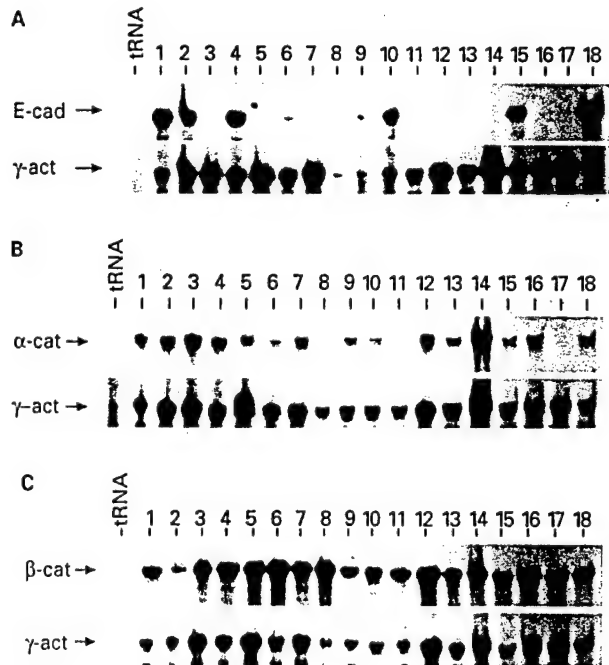 A
tRNA
1 2 3 4 5 6 7 8 9 10 11 12 13 14 15 16 17 18
E-cad →
γ-act →
B
tRNA
1 2 3 4 5 6 7 8 9 10 11 12 13 14 15 16 17 18
α-cat →
γ-act →
C
tRNA
1 2 3 4 5 6 7 8 9 10 11 12 13 14 15 16 17 18
β-cat →
γ-act →